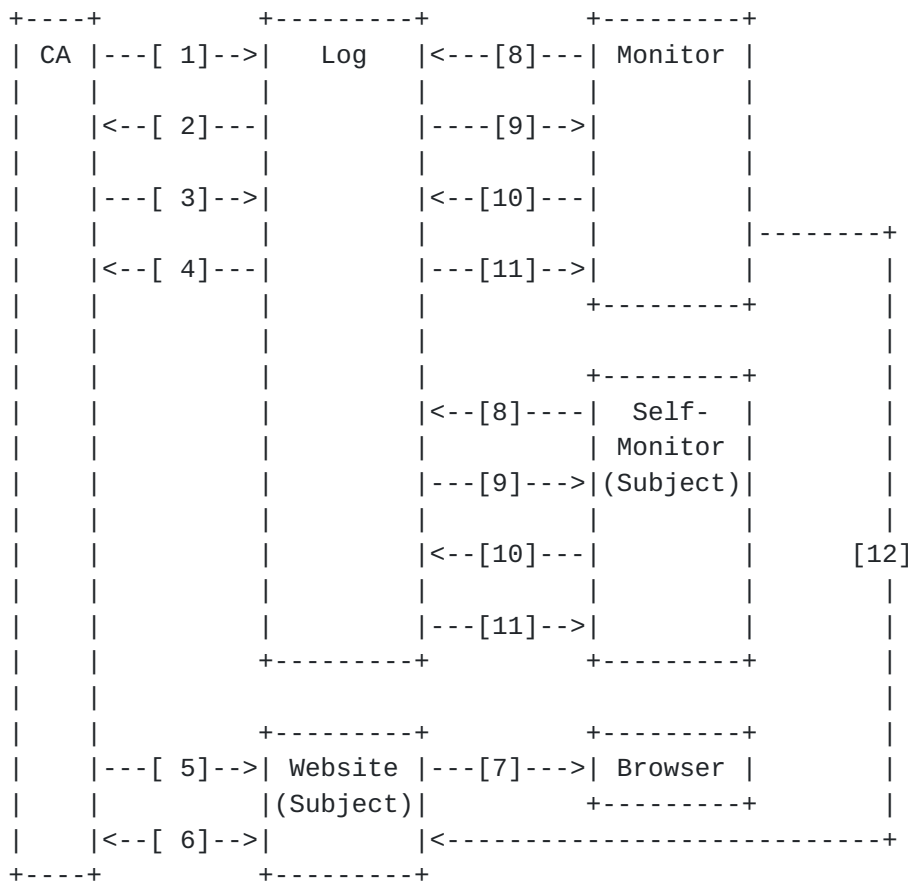 +----+          +---------+          +---------+
| CA |---[ 1]-->|   Log   |<---[8]---| Monitor |
|    |          |         |          |         |
|    |<--[ 2]---|         |----[9]-->|         |
|    |          |         |          |         |
|    |---[ 3]-->|         |<--[10]---|         |
|    |          |         |          |         |--------+
|    |<--[ 4]---|         |---[11]-->|         |        |
|    |          |         |          +---------+        |
|    |          |         |                             |
|    |          |         |          +---------+        |
|    |          |         |<--[8]----|  Self-  |        |
|    |          |         |          | Monitor |        |
|    |          |         |---[9]--->|(Subject)|        |
|    |          |         |          |         |        |
|    |          |         |<--[10]---|         |      [12]
|    |          |         |          |         |        |
|    |          |         |---[11]-->|         |        |
|    |          +---------+          +---------+        |
|    |                                                  |
|    |          +---------+          +---------+        |
|    |---[ 5]-->| Website |---[7]--->| Browser |        |
|    |          |(Subject)|          +---------+        |
|    |<--[ 6]-->|         |<----------------------------+
+----+          +---------+